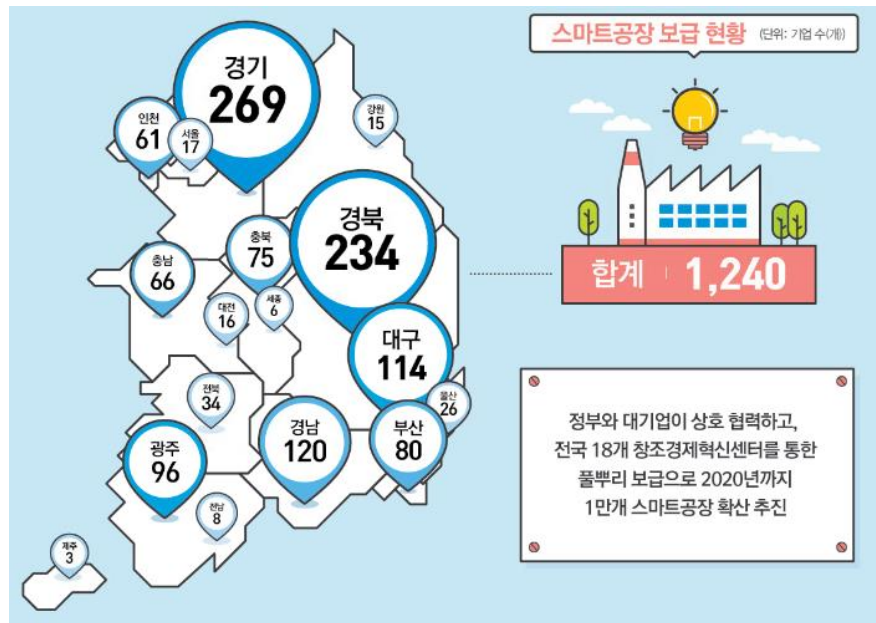 스마트공장 보급 현황 (단위: 기업 수(개)
경기
269
인천
61
서울
17
강원
15
경북
234
충북
75
충남
66
세종
6
대전
16
대구
114
울산
26
전북
34
경남
120
부산
80
광주
96
전남
8
제주
3
합계 1,240
정부와 대기업이 상호 협력하고,
전국 18개 창조경제혁신센터를 통한
풀뿌리 보급으로 2020년까지
1만개 스마트공장 확산 추진